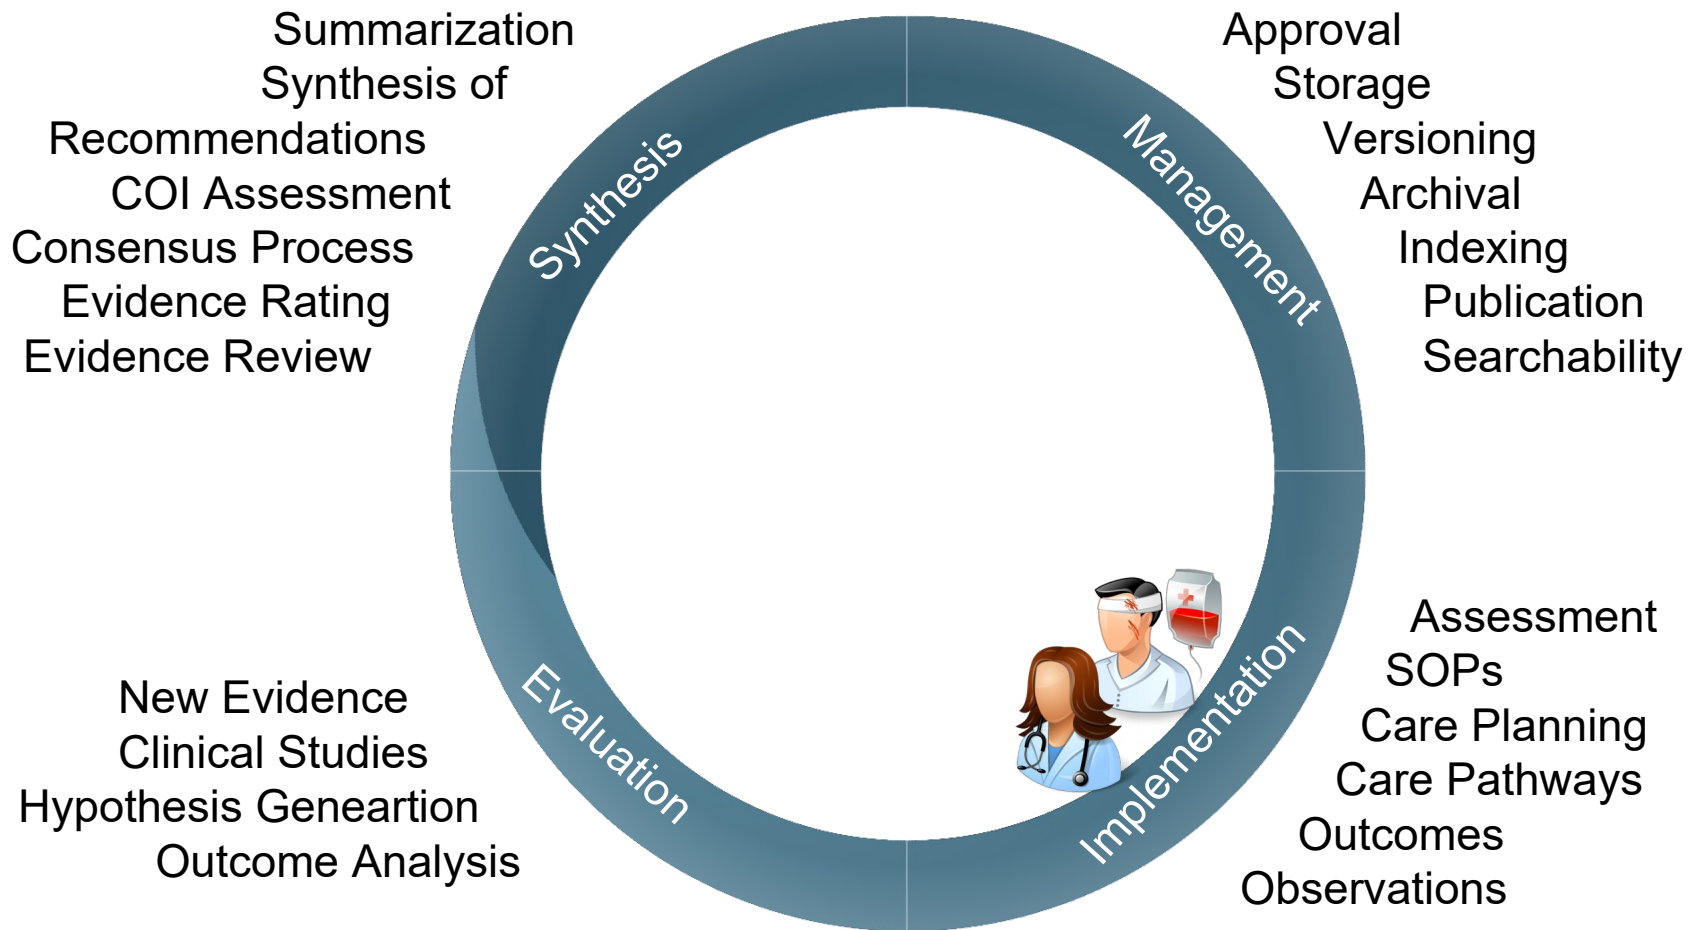 Summarization
Synthesis of
Recommendations
COI Assessment
Consensus Process
Evidence Rating
Evidence Review
Synthesis
Approval
Storage
Versioning
Archival
Indexing
Publication
Searchability
Management
New Evidence
Clinical Studies
Hypothesis Geneartion
Outcome Analysis
Evaluation
Assessment
SOPs
Care Planning
Care Pathways
Outcomes
Observations
Implementation